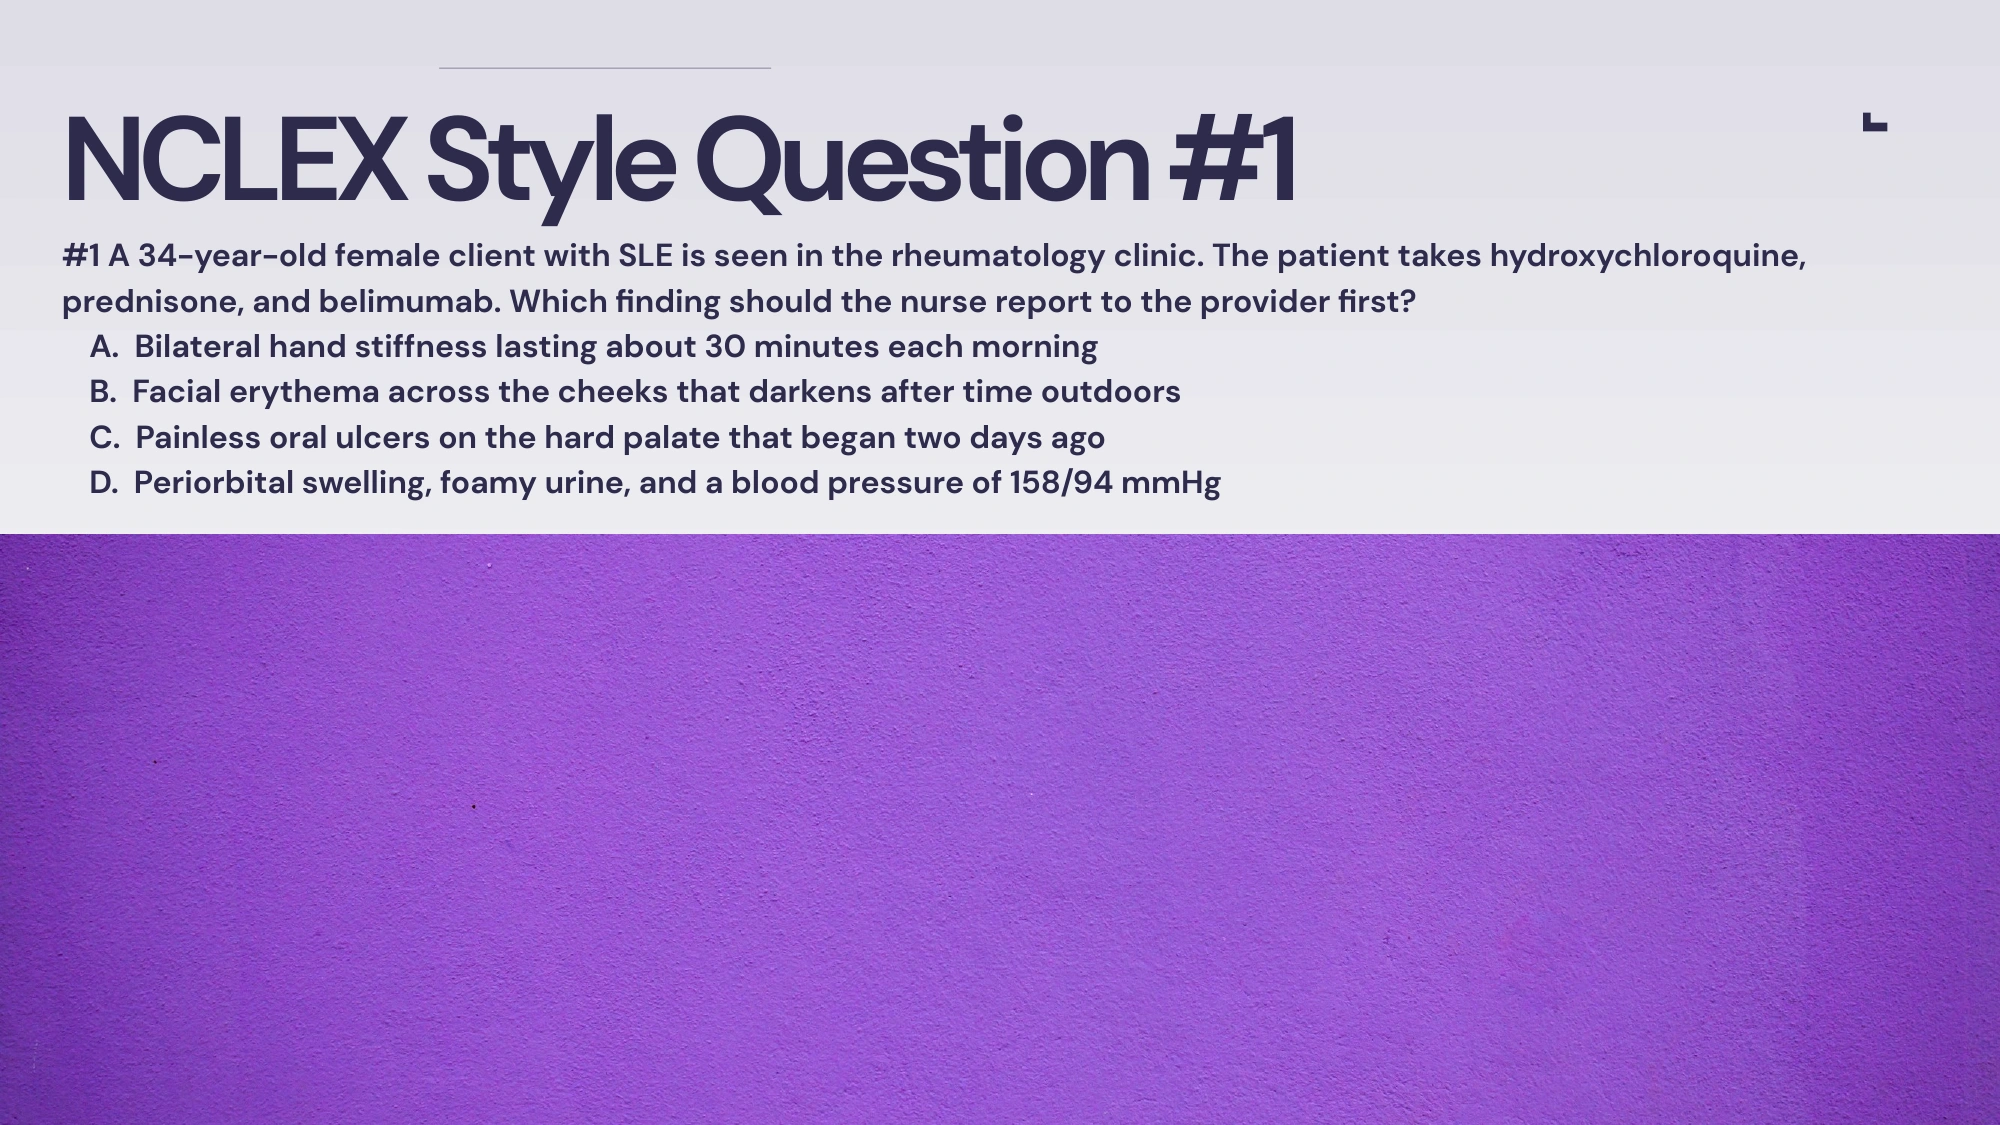 NCLEX Style Question #1
#1 A 34-year-old female client with SLE is seen in the rheumatology clinic. The patient takes hydroxychloroquine,
prednisone, and belimumab. Which finding should the nurse report to the provider first?
A. Bilateral hand stiffness lasting about 30 minutes each morning
B. Facial erythema across the cheeks that darkens after time outdoors
C. Painless oral ulcers on the hard palate that began two days ago
D. Periorbital swelling, foamy urine, and a blood pressure of 158/94 mmHg